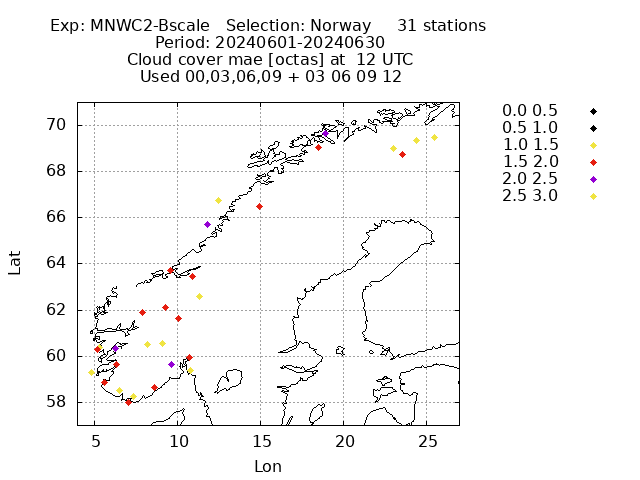 Exp: MNWC2-Bscale   Selection: Norway     31 stations
Period: 20240601-20240630
Cloud cover mae [octas] at  12 UTC
Used 00,03,06,09 + 03 06 09 12
0.0 0.5
0.5 1.0
1.0 1.5
1.5 2.0
2.0 2.5
2.5 3.0
70
68
66
64
62
60
58
Lat
5 10 15 20 25
Lon